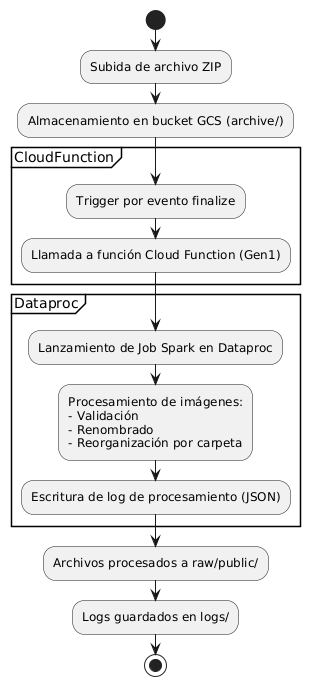 Subida de archivo ZIP
Almacenamiento en bucket GCS (archive/)
CloudFunction
Trigger por evento finalize
Llamada a función Cloud Function (Gen1)
Dataproc
Lanzamiento de Job Spark en Dataproc
Procesamiento de imágenes:
- Validación
- Renombrado
- Reorganización por carpeta
Escritura de log de procesamiento (JSON)
Archivos procesados a raw/public/
Logs guardados en logs/